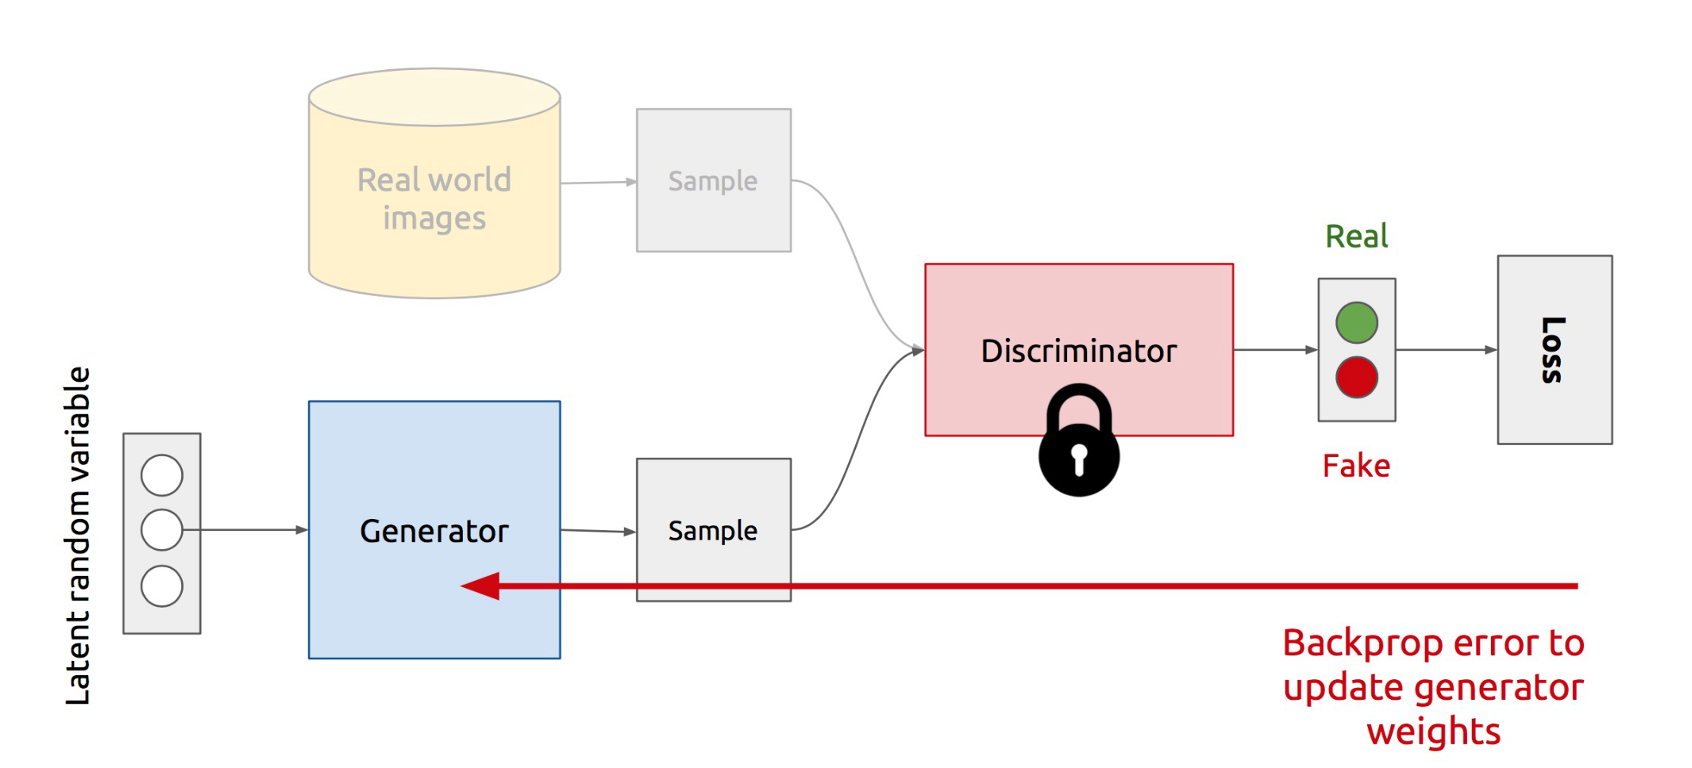 Real world
images
Sample
Latent random variable
Generator
Sample
Discriminator
Real
Fake
Loss
Backprop error to
update generator
weights